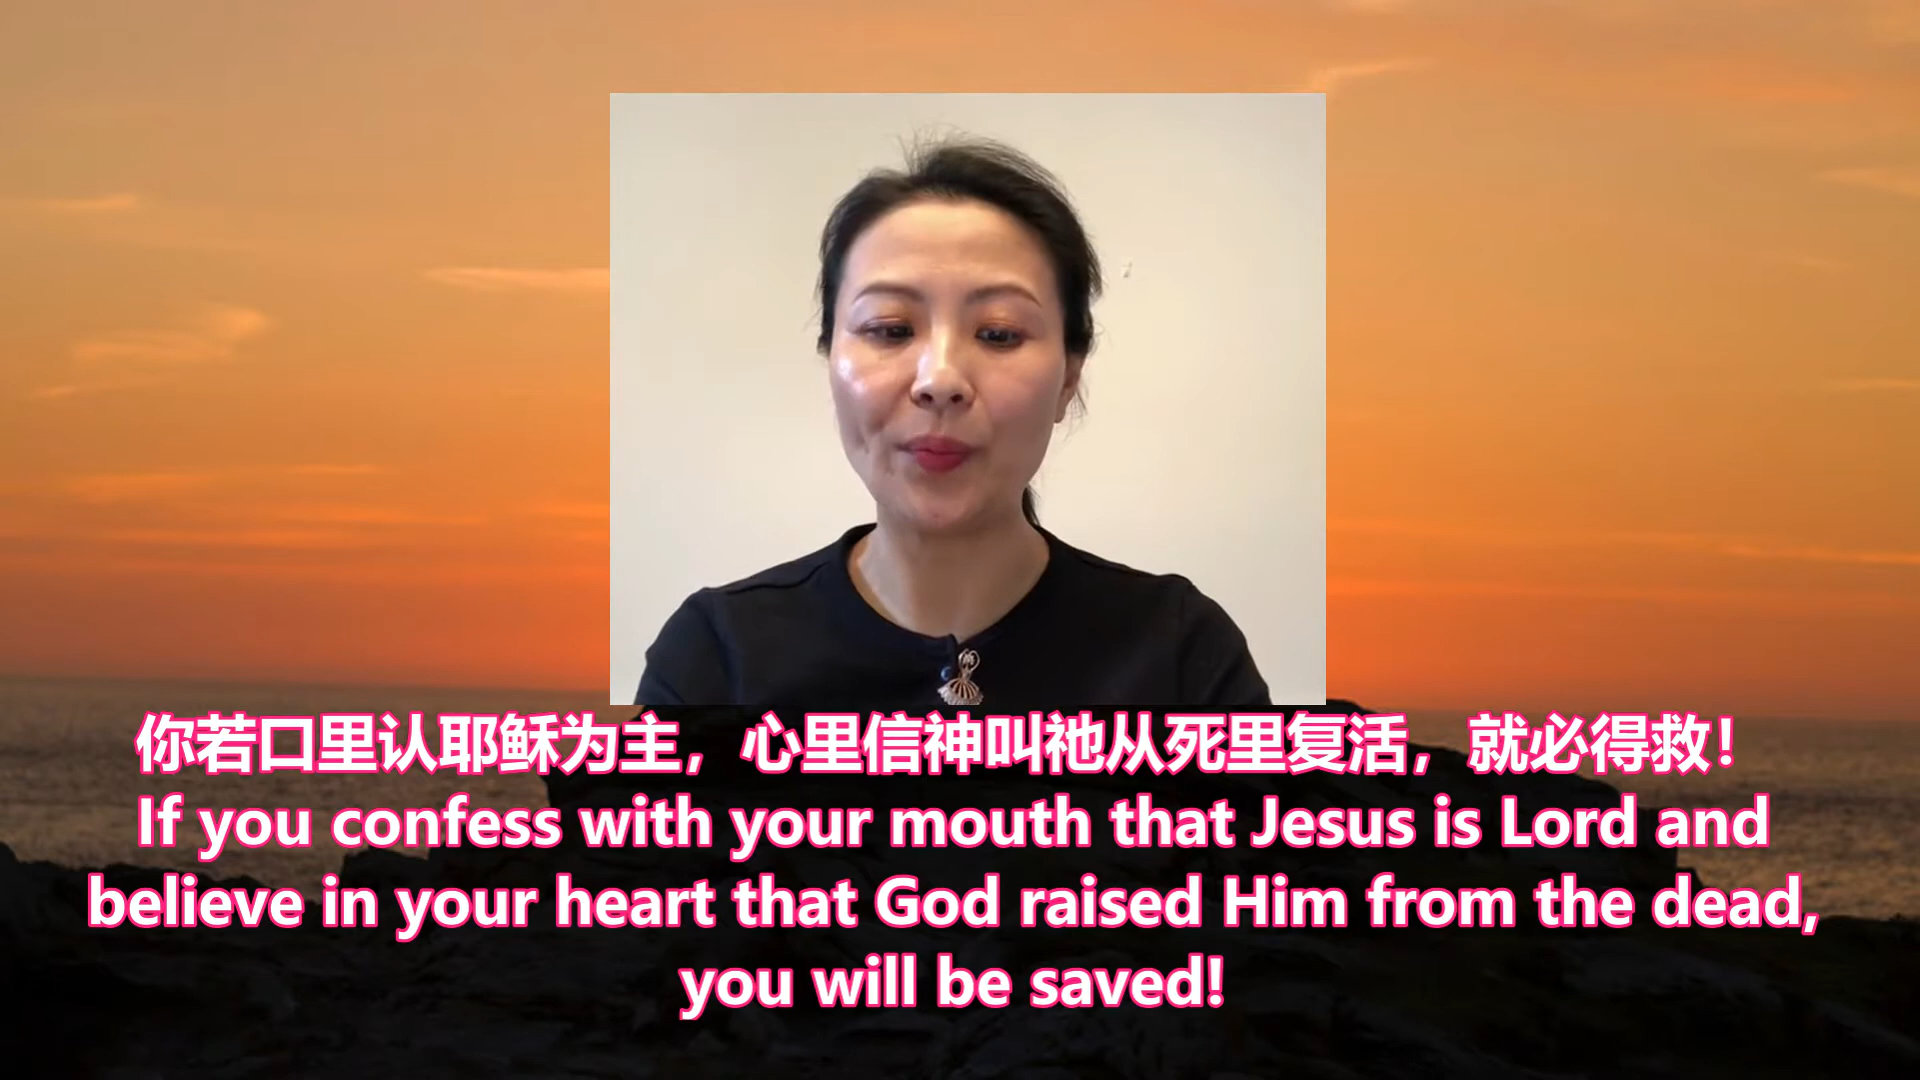 你若口里认耶稣为主，心里信神叫祂从死里复活，就必得救！
If you confess with your mouth that Jesus is Lord and
believe in your heart that God raised Him from the dead,
you will be saved!